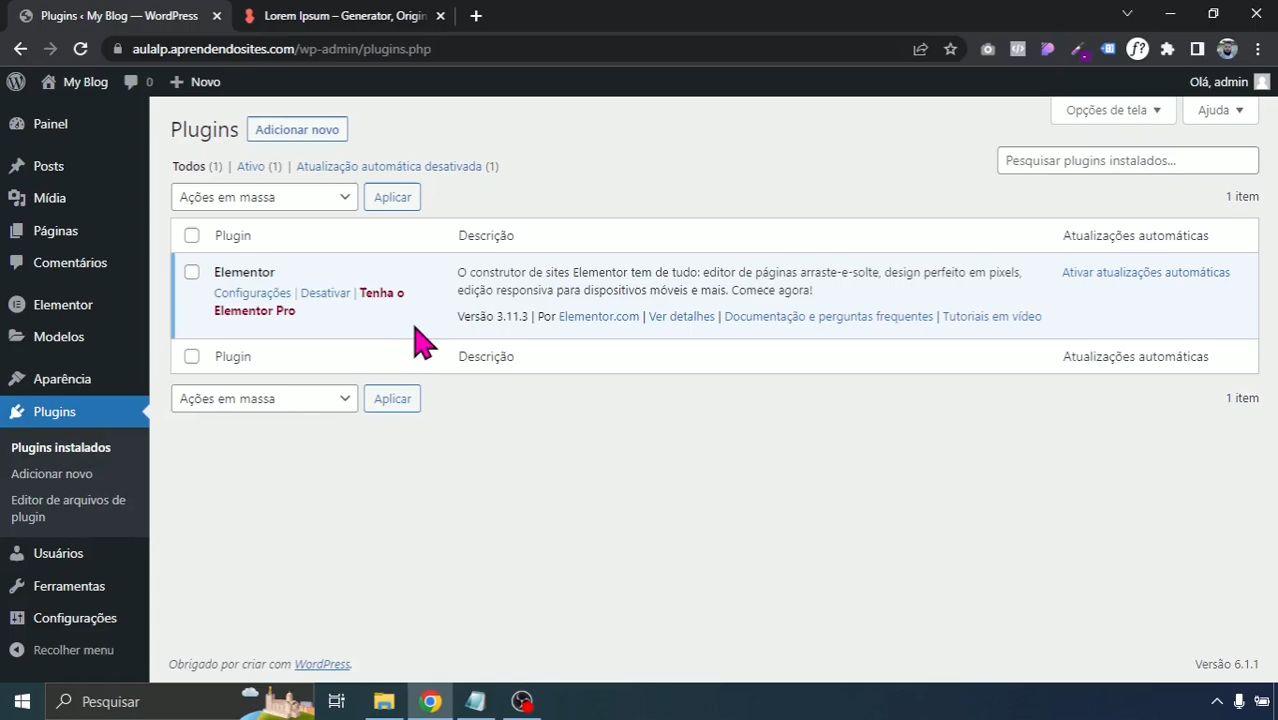 Plugins ‹ My Blog — WordPress
Lorem Ipsum – Generator, Origin
aulalp.aprendendosites.com/wp-admin/plugins.php
f?
My Blog
0
Novo
Olá, admin
Painel
Posts
Mídia
Páginas
Comentários
Elementor
Modelos
Aparência
Plugins
Plugins instalados
Adicionar novo
Editor de arquivos de
plugin
Usuários
Ferramentas
Configurações
Recolher menu
Opções de tela
Ajuda
Plugins
Adicionar novo
Todos (1) | Ativo (1) | Atualização automática desativada (1)
Pesquisar plugins instalados...
Ações em massa
Aplicar
1 item
Plugin
Descrição
Atualizações automáticas
Elementor
Configurações | Desativar | Tenha o
Elementor Pro
O construtor de sites Elementor tem de tudo: editor de páginas arraste-e-solte, design perfeito em pixels,
edição responsiva para dispositivos móveis e mais. Comece agora!
Versão 3.11.3 | Por Elementor.com | Ver detalhes | Documentação e perguntas frequentes | Tutoriais em vídeo
Ativar atualizações automáticas
Plugin
Descrição
Atualizações automáticas
Ações em massa
Aplicar
1 item
Obrigado por criar com WordPress.
Versão 6.1.1
Pesquisar